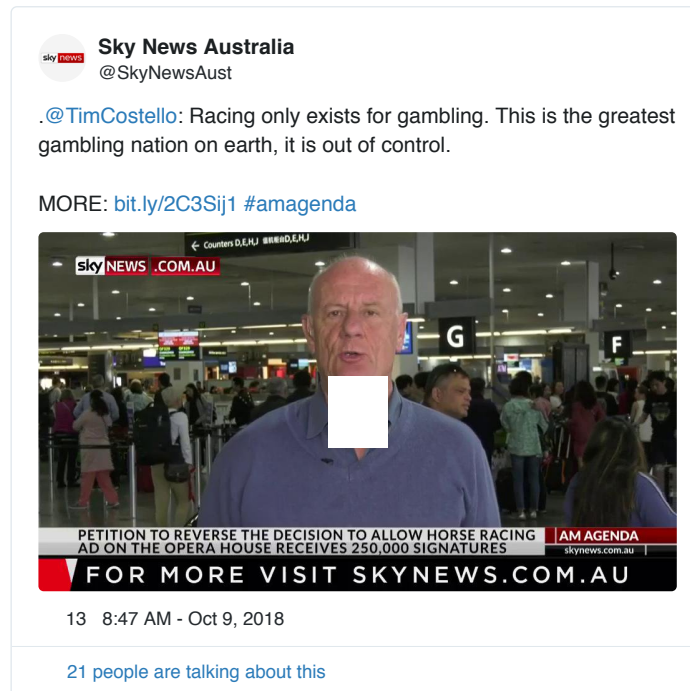 sky news
Sky News Australia
@SkyNewsAust
.@TimCostello: Racing only exists for gambling. This is the greatest
gambling nation on earth, it is out of control.
MORE: bit.ly/2C3Sij1 #amagenda
← Counters D,E,H,J
sky NEWS .COM.AU
G
F
PETITION TO REVERSE THE DECISION TO ALLOW HORSE RACING
AD ON THE OPERA HOUSE RECEIVES 250,000 SIGNATURES
AM AGENDA
skynews.com.au
FOR MORE VISIT SKYNEWS.COM.AU
13 8:47 AM - Oct 9, 2018
21 people are talking about this